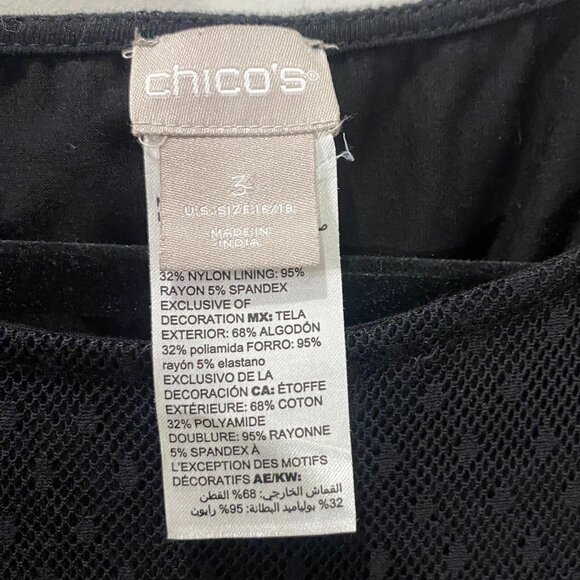 chico's®
3
U.S. SIZE 16/18
MADE IN
INDIA
32% NYLON LINING: 95%
RAYON 5% SPANDEX
EXCLUSIVE OF
DECORATION MX: TELA
EXTERIOR: 68% ALGODÓN
32% poliamida FORRO: 95%
rayón 5% elastano
EXCLUSIVO DE LA
DECORACIÓN CA: ÉTOFFE
EXTÉRIEURE: 68% COTON
32% POLYAMIDE
DOUBLURE: 95% RAYONNE
5% SPANDEX À
L'EXCEPTION DES MOTIFS
DÉCORATIFS AE/KW:
القماش الخارجي: 68% القطن
32% بولياميد البطانة: 95% رايون